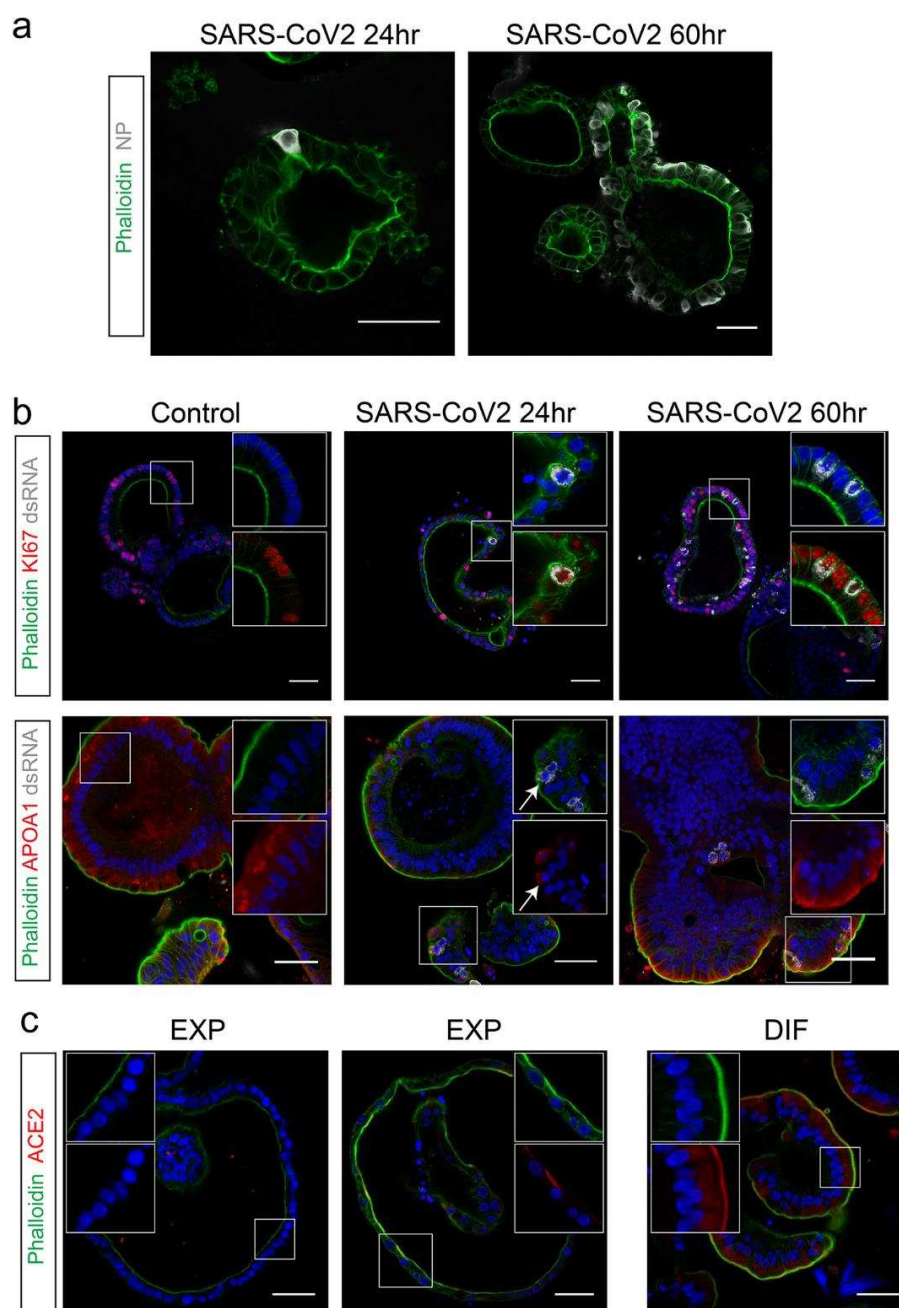 a
SARS-CoV2 24hr
SARS-CoV2 60hr
Phalloidin NP
b
Control
SARS-CoV2 24hr
SARS-CoV2 60hr
Phalloidin KI67 dsRNA
Phalloidin APOA1 dsRNA
c
EXP
EXP
DIF
Phalloidin ACE2